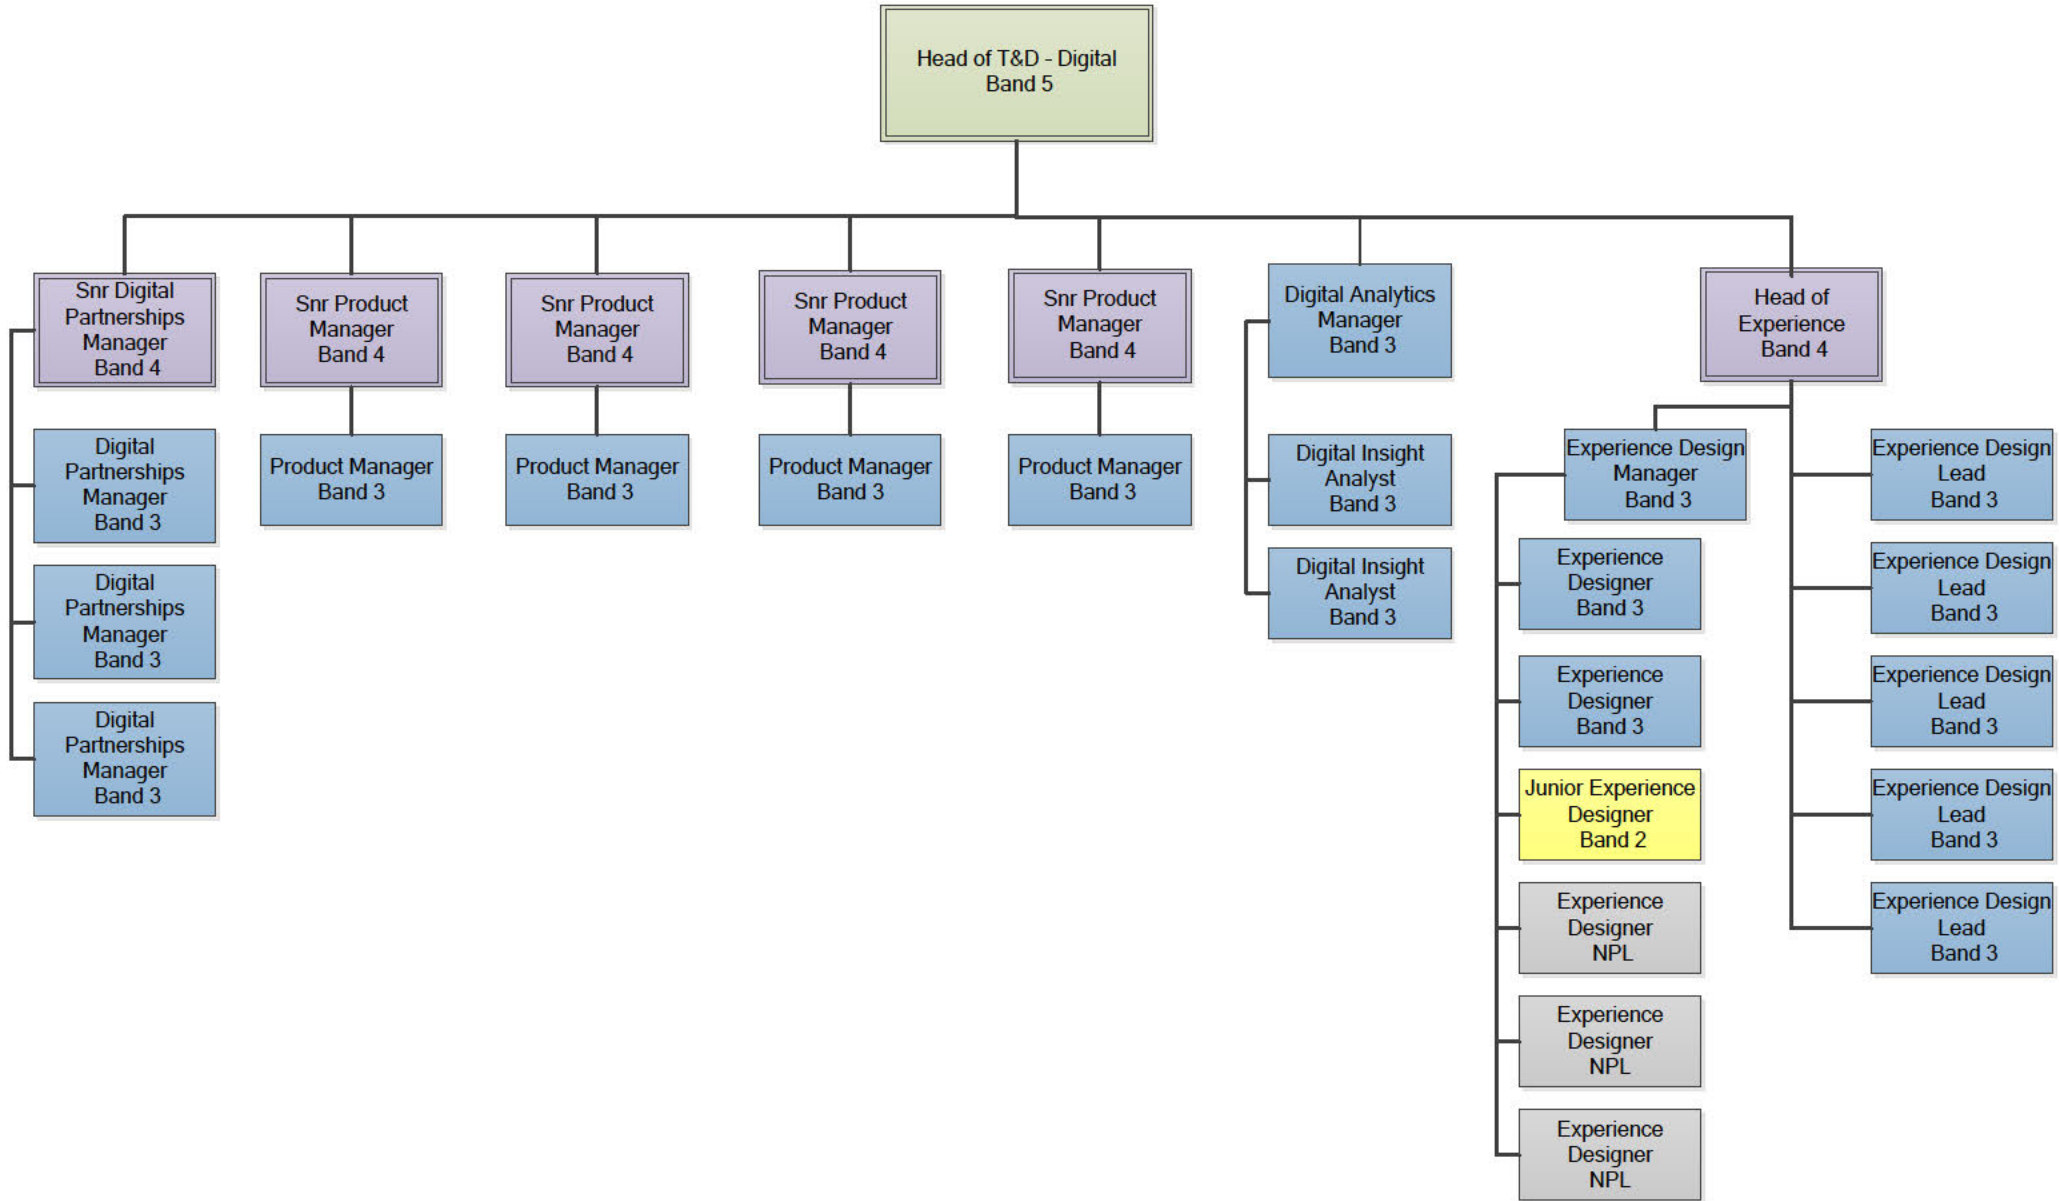 Head of T&D - Digital
Band 5
Snr Digital
Partnerships
Manager
Band 4
Snr Product
Manager
Band 4
Snr Product
Manager
Band 4
Snr Product
Manager
Band 4
Snr Product
Manager
Band 4
Digital Analytics
Manager
Band 3
Head of
Experience
Band 4
Digital
Partnerships
Manager
Band 3
Product Manager
Band 3
Product Manager
Band 3
Product Manager
Band 3
Product Manager
Band 3
Digital Insight
Analyst
Band 3
Experience Design
Manager
Band 3
Experience Design
Lead
Band 3
Digital
Partnerships
Manager
Band 3
Digital Insight
Analyst
Band 3
Experience
Designer
Band 3
Experience Design
Lead
Band 3
Digital
Partnerships
Manager
Band 3
Experience
Designer
Band 3
Experience Design
Lead
Band 3
Junior Experience
Designer
Band 2
Experience Design
Lead
Band 3
Experience
Designer
NPL
Experience Design
Lead
Band 3
Experience
Designer
NPL
Experience
Designer
NPL